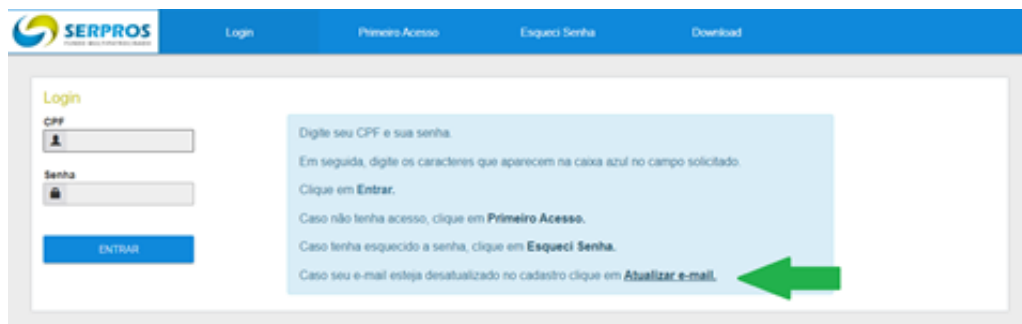 SERPROS
Login
Primeiro Acesso
Esqueci Senha
Download
Login
CPF
Senha
ENTRAR
Digite seu CPF e sua senha.
Em seguida, digite os caracteres que aparecem na caixa azul no campo solicitado.
Clique em Entrar.
Caso não tenha acesso, clique em Primeiro Acesso.
Caso tenha esquecido a senha, clique em Esqueci Senha.
Caso seu e-mail esteja desatualizado no cadastro clique em Atualizar e-mail.